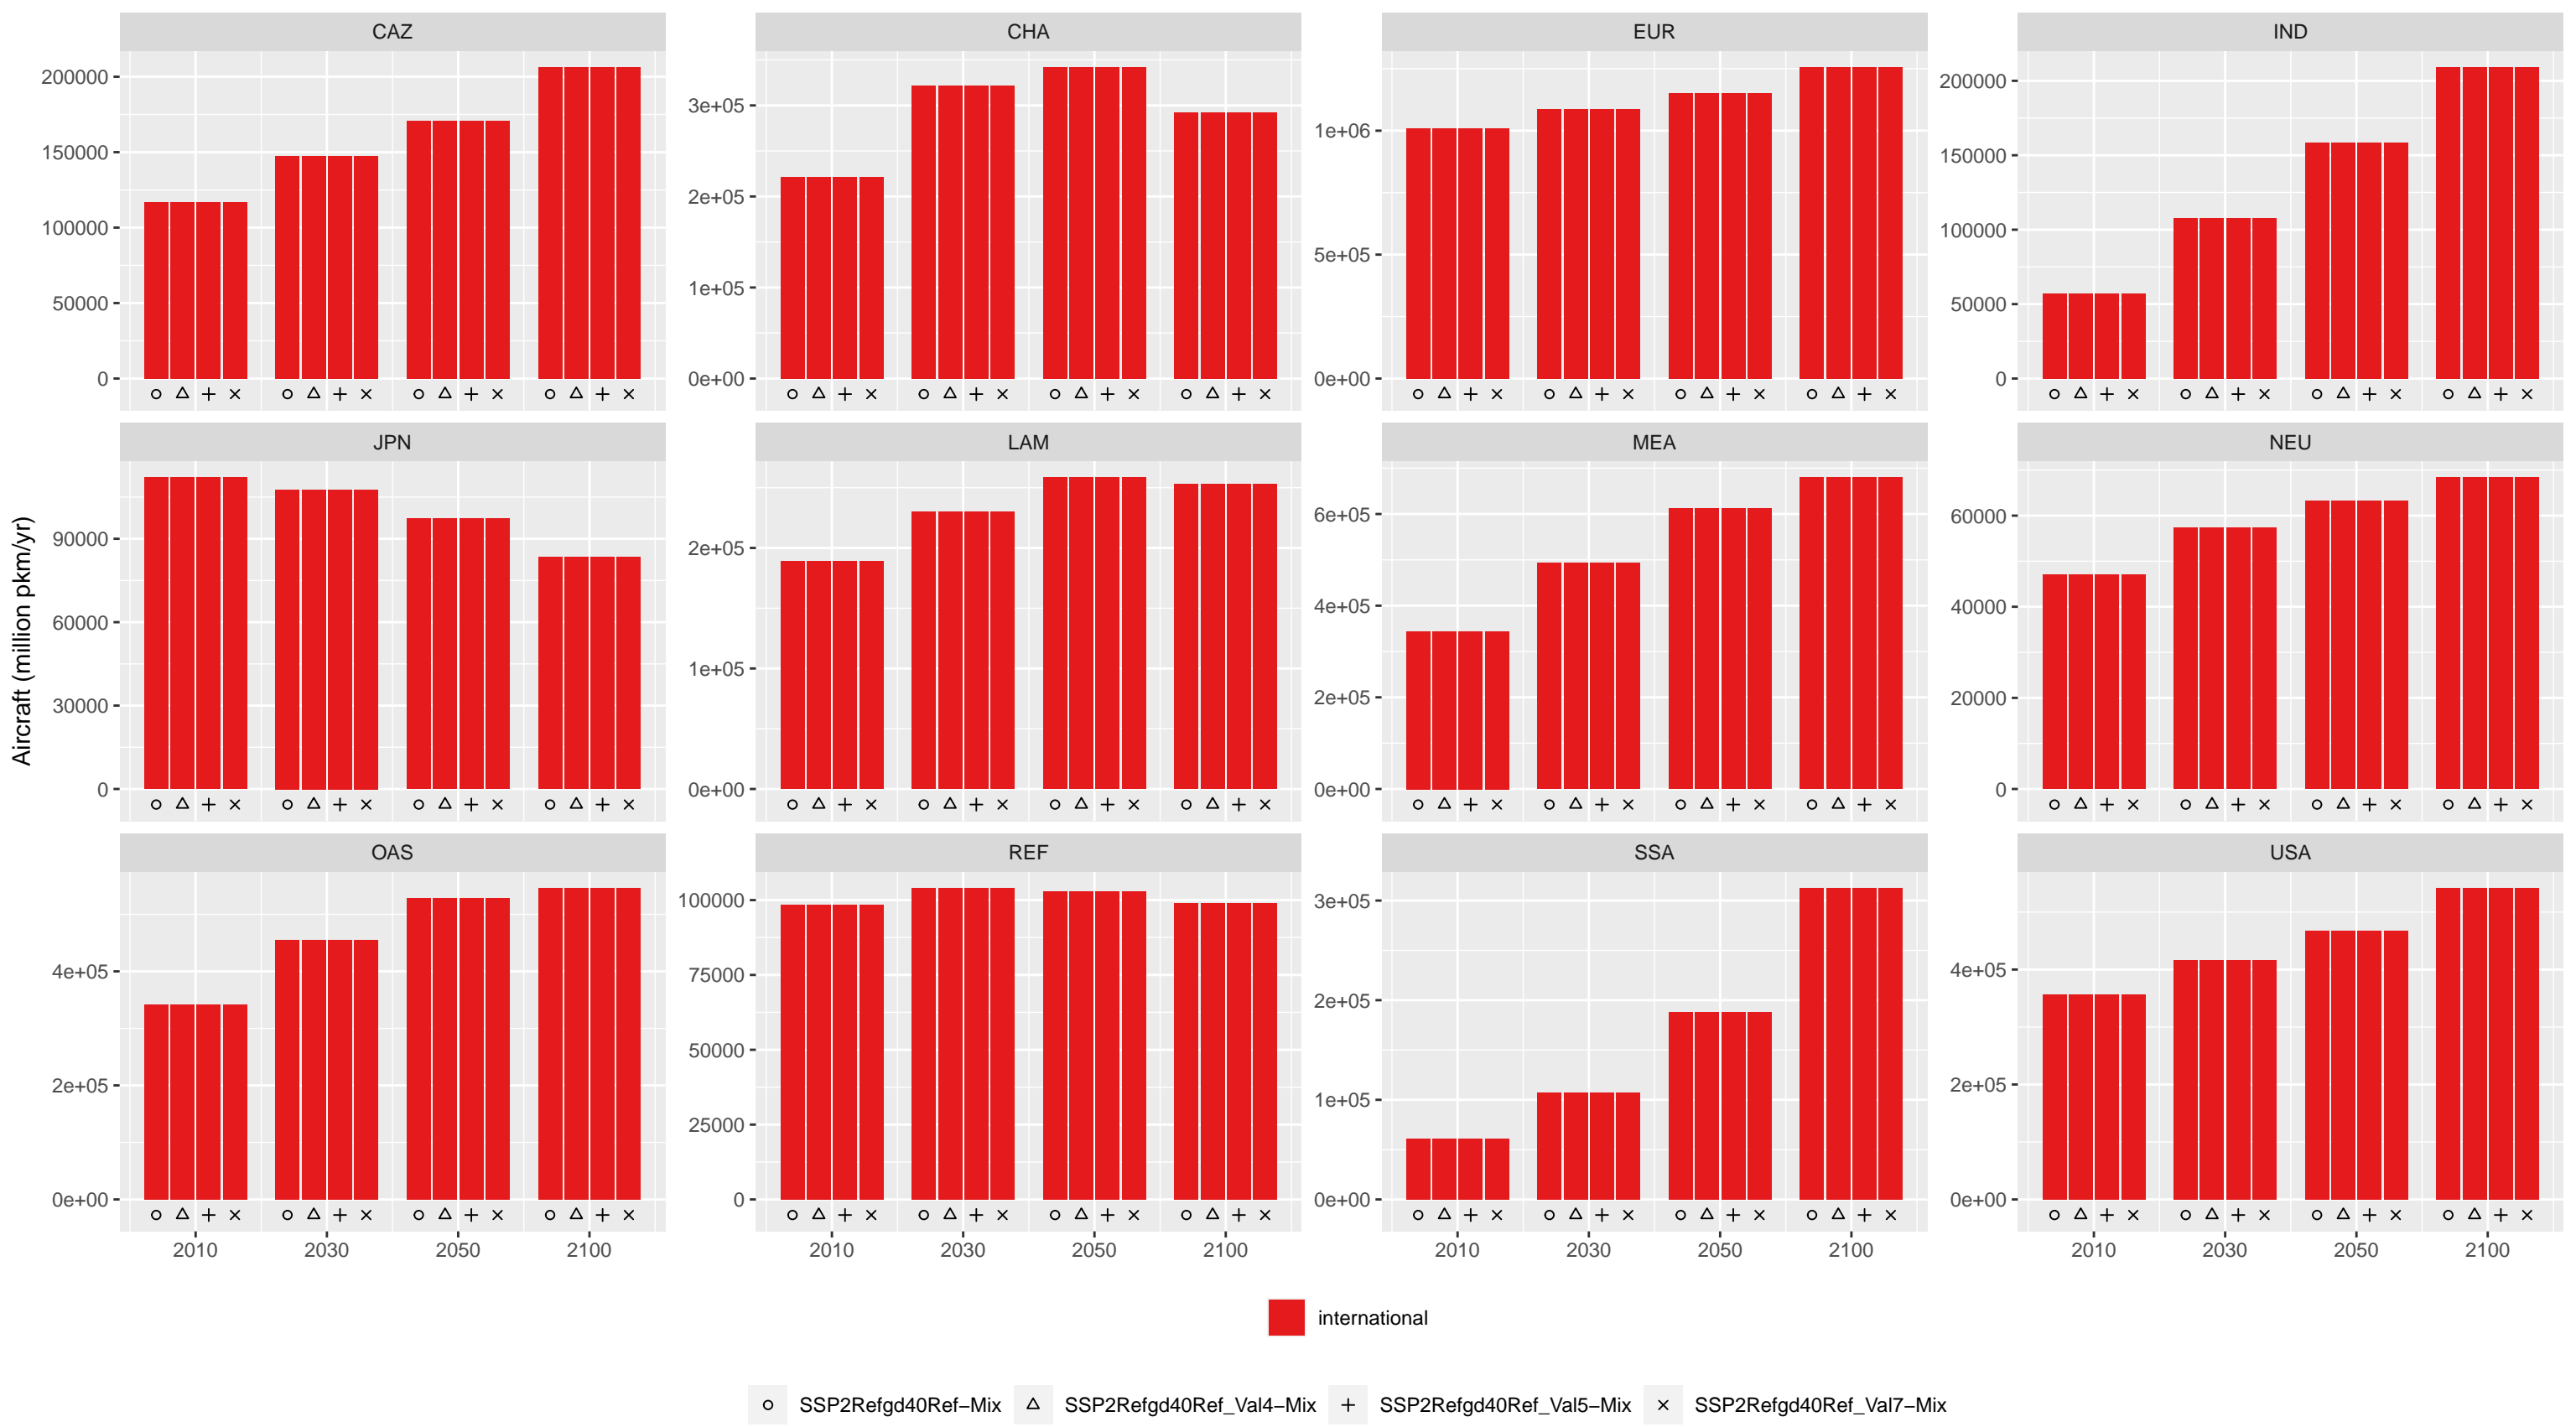 CAZ CHA EUR IND
200000
150000
100000
50000
0
3e+05
2e+05
1e+05
0e+00
1e+06
5e+05
0e+00
200000
150000
100000
50000
0
JPN LAM MEA NEU
Aircraft (million pkm/yr)
90000
60000
30000
0
2e+05
1e+05
0e+00
6e+05
4e+05
2e+05
0e+00
60000
40000
20000
0
OAS REF SSA USA
4e+05
2e+05
0e+00
100000
75000
50000
25000
0
3e+05
2e+05
1e+05
0e+00
4e+05
2e+05
0e+00
2010 2030 2050 2100 2010 2030 2050 2100 2010 2030 2050 2100 2010 2030 2050 2100
international
SSP2Refgd40Ref−Mix SSP2Refgd40Ref_Val4−Mix SSP2Refgd40Ref_Val5−Mix SSP2Refgd40Ref_Val7−Mix